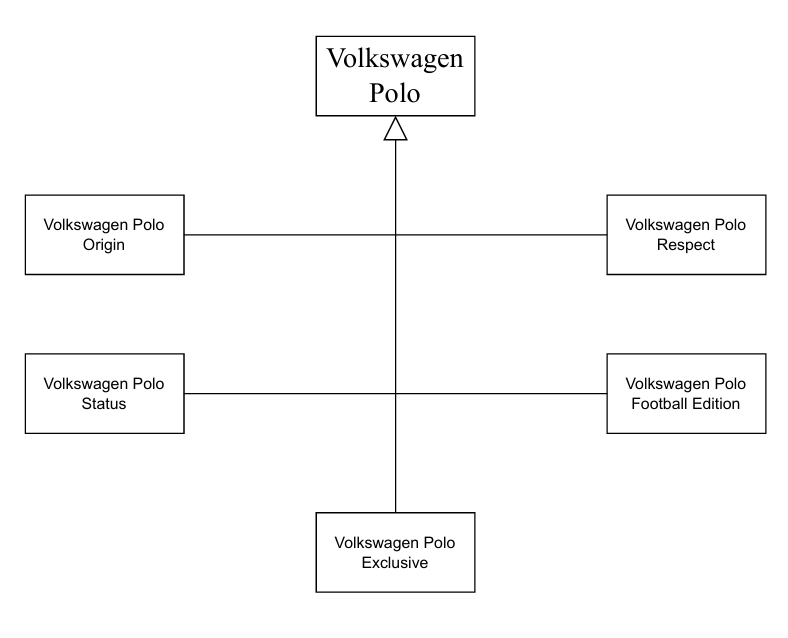 Volkswagen
Polo
Volkswagen Polo
Origin
Volkswagen Polo
Respect
Volkswagen Polo
Status
Volkswagen Polo
Football Edition
Volkswagen Polo
Exclusive